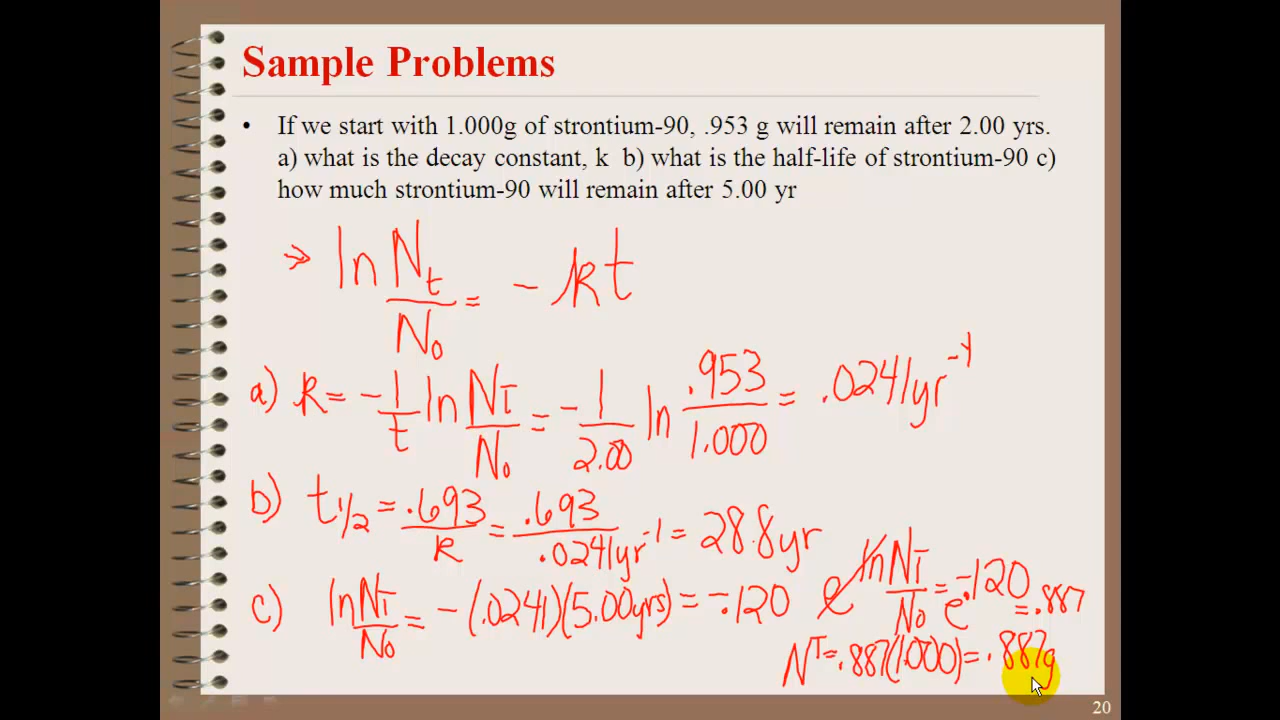 Sample Problems
• If we start with 1.000g of strontium-90, .953 g will remain after 2.00 yrs.
a) what is the decay constant, k b) what is the half-life of strontium-90 c)
how much strontium-90 will remain after 5.00 yr
→ ln Nt/N0 = - kt
a) k = - 1/t ln NT/N0 = - 1/2.00 ln .953/1.000 = .0241yr^-1
b) t1/2 = .693/k = .693/.0241yr^-1 = 28.8yr
c) ln NT/N0 = -(.0241)(5.00yrs) = -.120
e^ln NT/N0 = e^-.120 = .887
NT = .887(1.000) = .887g
20